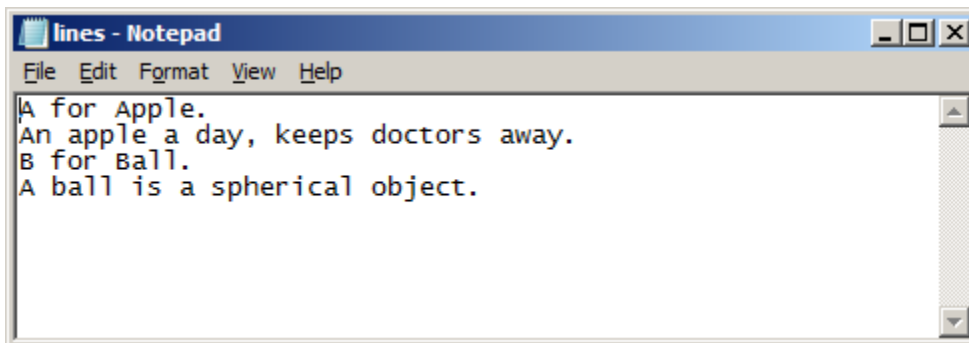 lines - Notepad
File Edit Format View Help
A for Apple.
An apple a day, keeps doctors away.
B for Ball.
A ball is a spherical object.